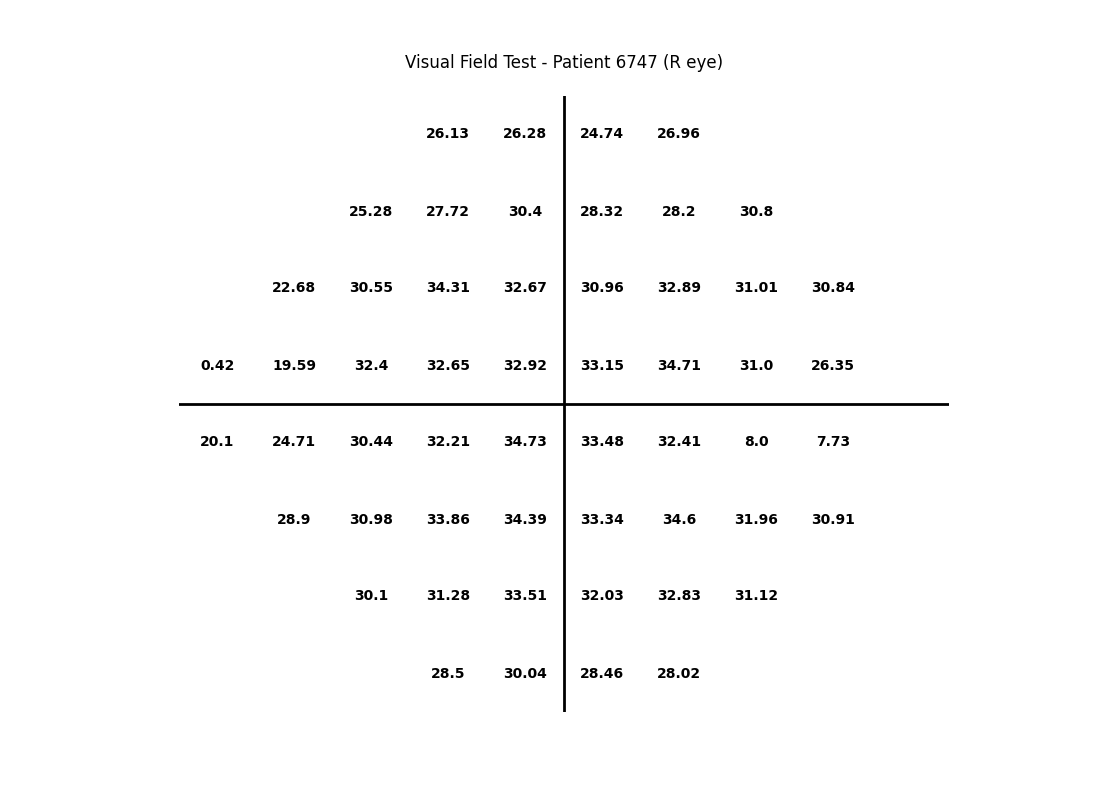 Visual Field Test - Patient 6747 (R eye)
26.13 26.28 24.74 26.96
25.28 27.72 30.4 28.32 28.2 30.8
22.68 30.55 34.31 32.67 30.96 32.89 31.01 30.84
0.42 19.59 32.4 32.65 32.92 33.15 34.71 31.0 26.35
20.1 24.71 30.44 32.21 34.73 33.48 32.41 8.0 7.73
28.9 30.98 33.86 34.39 33.34 34.6 31.96 30.91
30.1 31.28 33.51 32.03 32.83 31.12
28.5 30.04 28.46 28.02